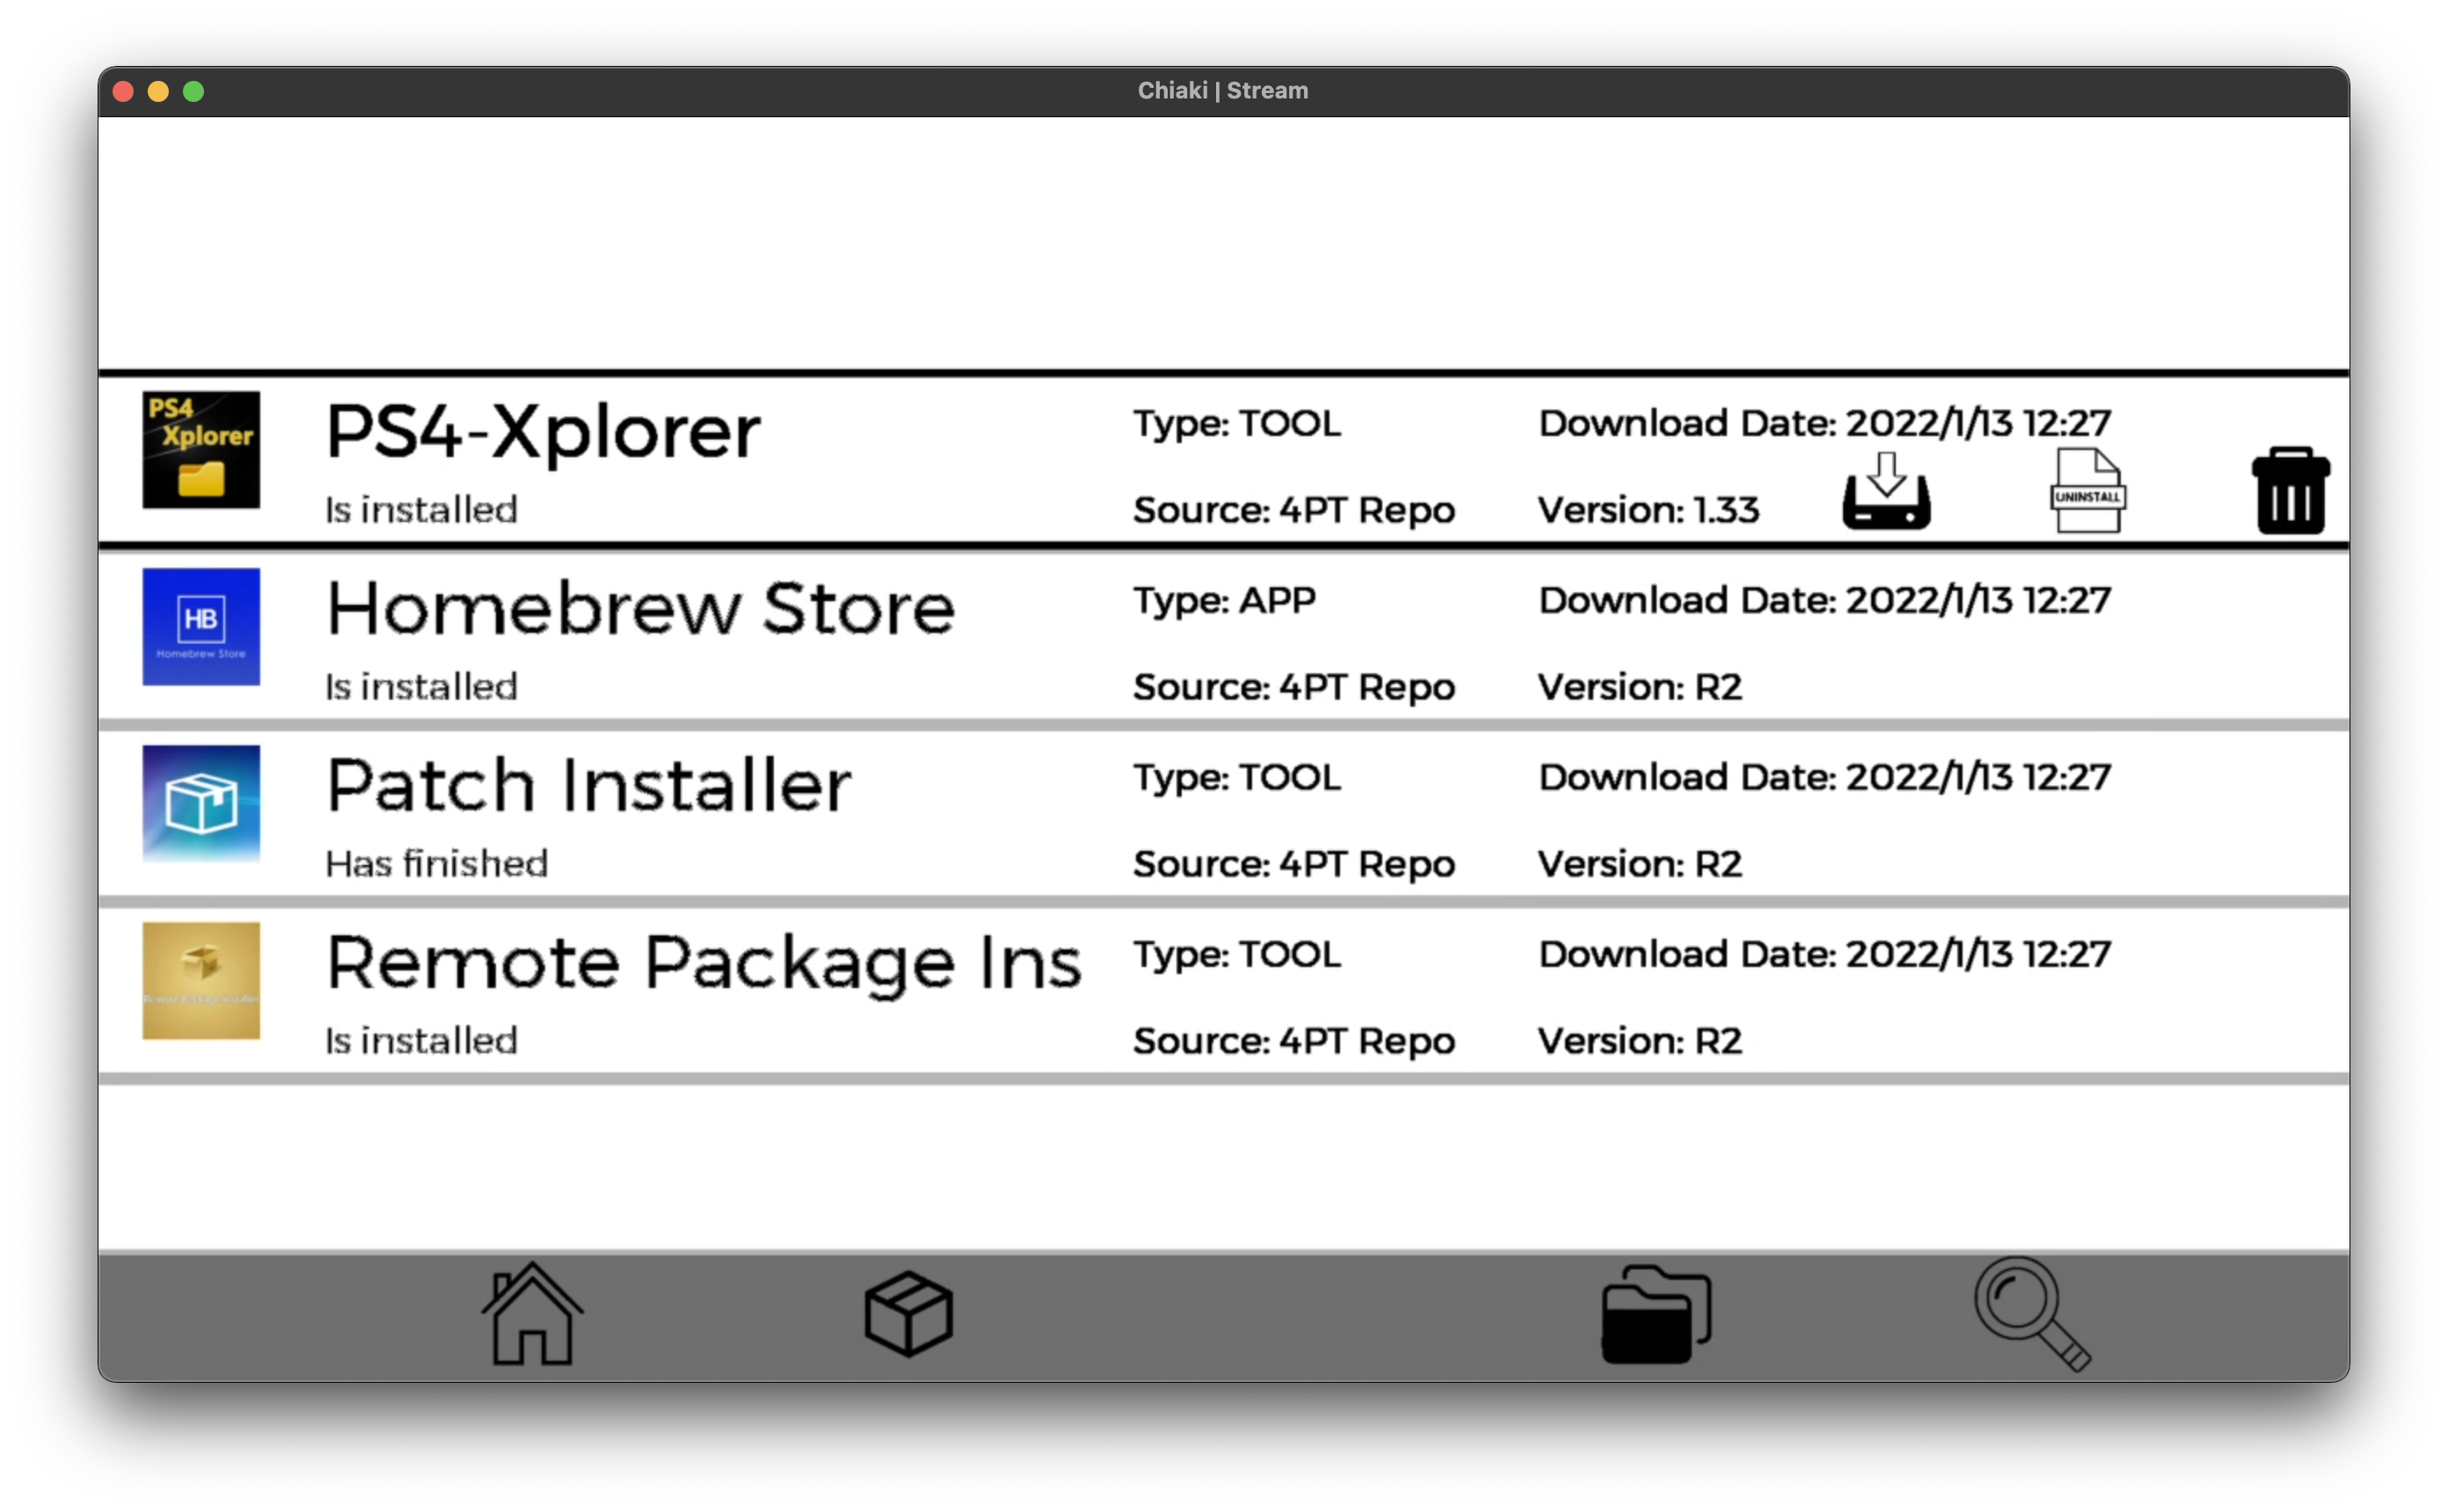 Chiaki | Stream
PS4
Xplorer
PS4-Xplorer
Is installed
Type: TOOL
Source: 4PT Repo
Download Date: 2022/1/13 12:27
Version: 1.33
UNINSTALL
HB
Homebrew Store
Homebrew Store
Is installed
Type: APP
Source: 4PT Repo
Download Date: 2022/1/13 12:27
Version: R2
Patch Installer
Has finished
Type: TOOL
Source: 4PT Repo
Download Date: 2022/1/13 12:27
Version: R2
Remote Package Installer
Remote Package Ins
Is installed
Type: TOOL
Source: 4PT Repo
Download Date: 2022/1/13 12:27
Version: R2